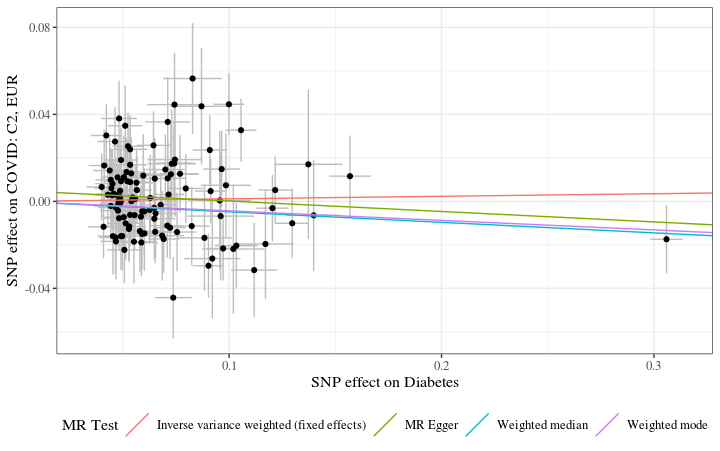 0.08
0.04
0.00
-0.04
SNP effect on COVID: C2, EUR
0.1
0.2
0.3
SNP effect on Diabetes
MR Test
Inverse variance weighted (fixed effects)
MR Egger
Weighted median
Weighted mode